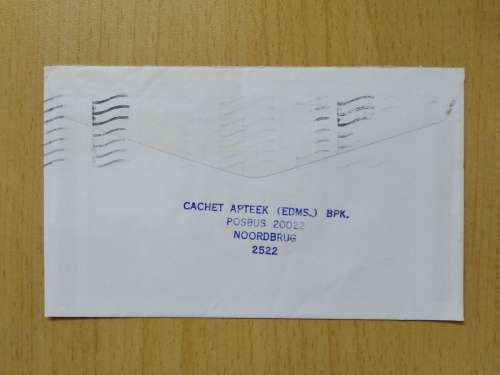 CACHET APTEEK (EDMS.) BPK.
POSBUS 20022
NOORDBRUG
2522